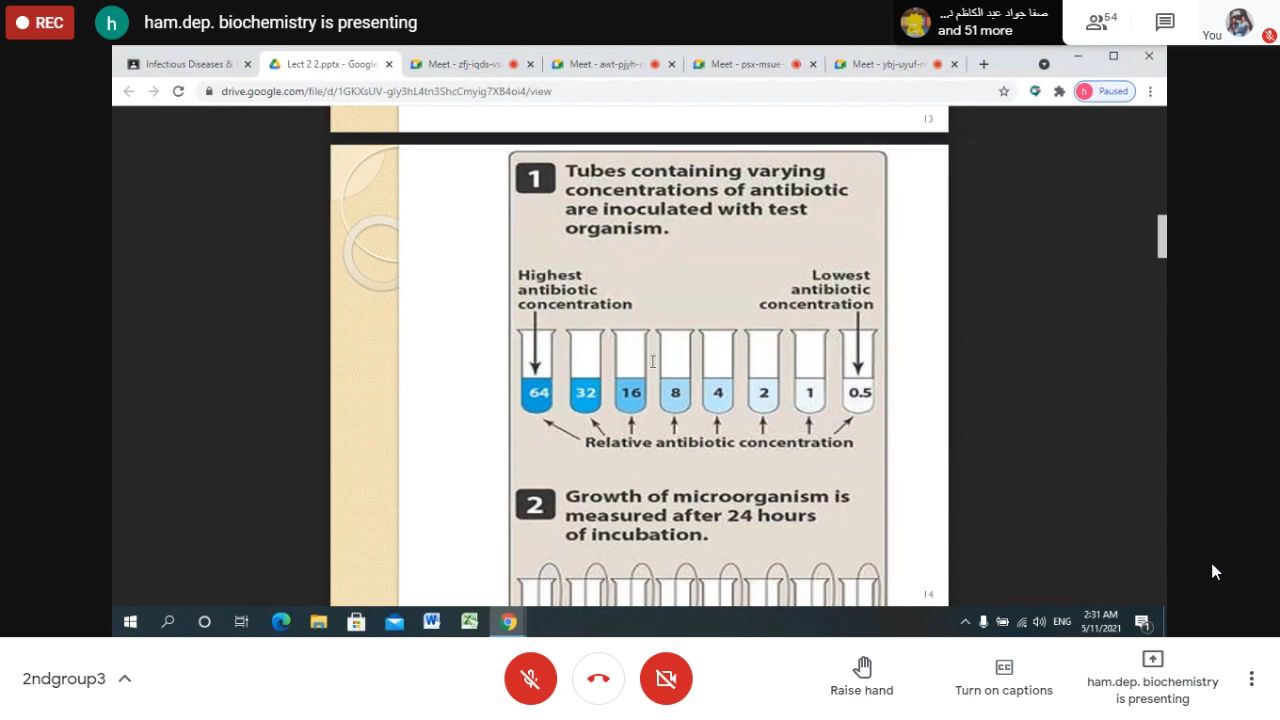 REC
h
ham.dep. biochemistry is presenting
صفا جواد عبد الكاظم
and 51 more
54
You
Infectious Diseases &
Lect 2 2.pptx - Google
Meet - zfj-iqds-vs
Meet - awt-pjyh-
Meet - psx-msue-
Meet - ybj-uyuf-
drive.google.com/file/d/1GKXsUV-gIy3hL4tn3ShcCmyig7XB4oi4/view
h
Paused
13
1
Tubes containing varying
concentrations of antibiotic
are inoculated with test
organism.
Highest
antibiotic
concentration
Lowest
antibiotic
concentration
64 32 16 8 4 2 1 0.5
Relative antibiotic concentration
2
Growth of microorganism is
measured after 24 hours
of incubation.
14
ENG
2:31 AM
5/11/2021
1
2ndgroup3
Raise hand
CC
Turn on captions
ham.dep. biochemistry
is presenting